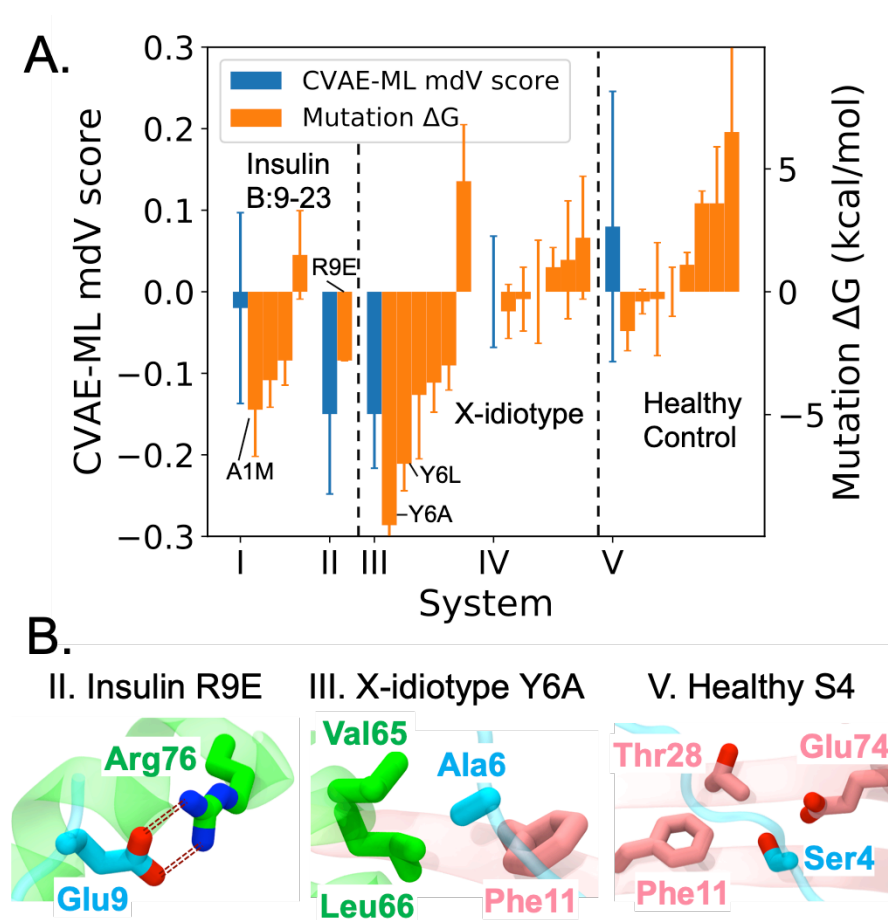 A.
CVAE-ML mdV score
Mutation ΔG
Insulin
B:9-23
R9E
A1M
Y6L
Y6A
X-idiotype
Healthy
Control
0.3
0.2
0.1
0.0
−0.1
−0.2
−0.3
CVAE-ML mdV score
5
0
−5
Mutation ΔG (kcal/mol)
I II III IV V
System
B.
II. Insulin R9E
III. X-idiotype Y6A
V. Healthy S4
Arg76
Glu9
Val65
Ala6
Leu66
Phe11
Thr28
Glu74
Phe11
Ser4